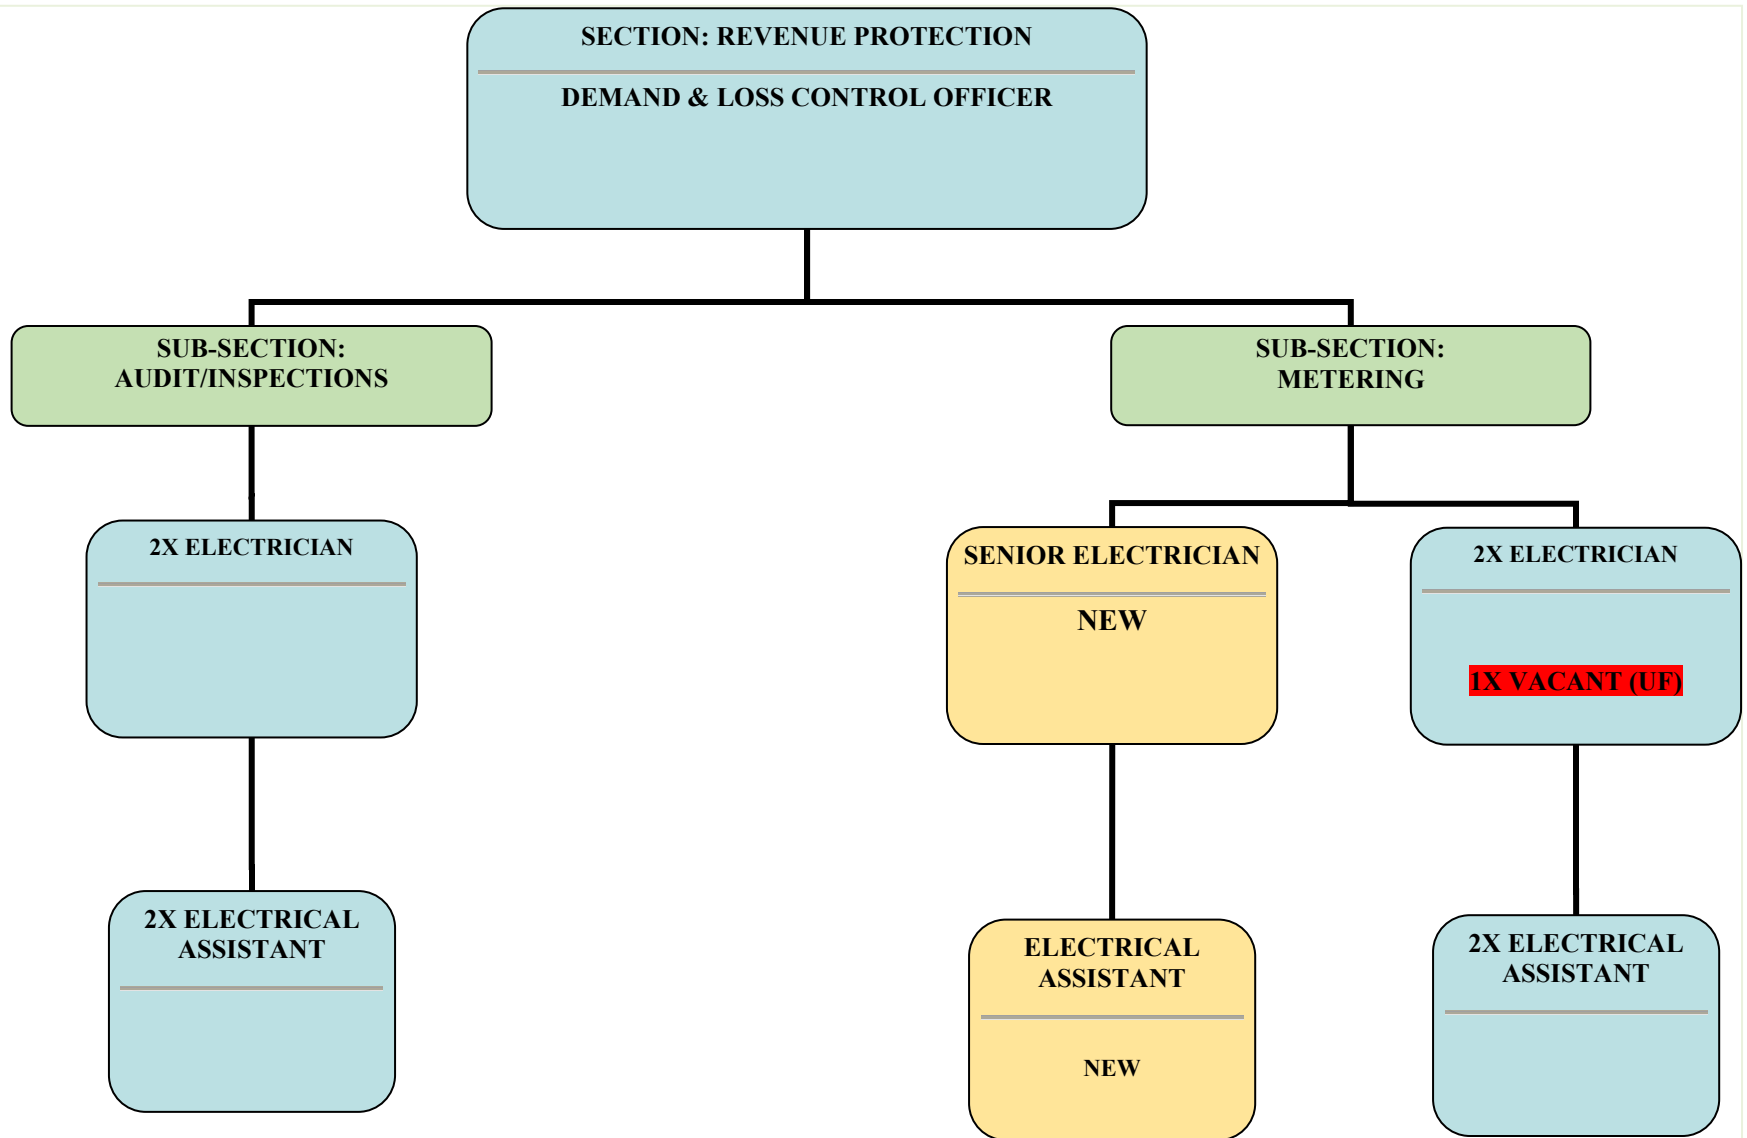 SECTION: REVENUE PROTECTION
DEMAND & LOSS CONTROL OFFICER
SUB-SECTION:
AUDIT/INSPECTIONS
SUB-SECTION:
METERING
2X ELECTRICIAN
SENIOR ELECTRICIAN
NEW
2X ELECTRICIAN
1X VACANT (UF)
2X ELECTRICAL
ASSISTANT
ELECTRICAL
ASSISTANT
NEW
2X ELECTRICAL
ASSISTANT